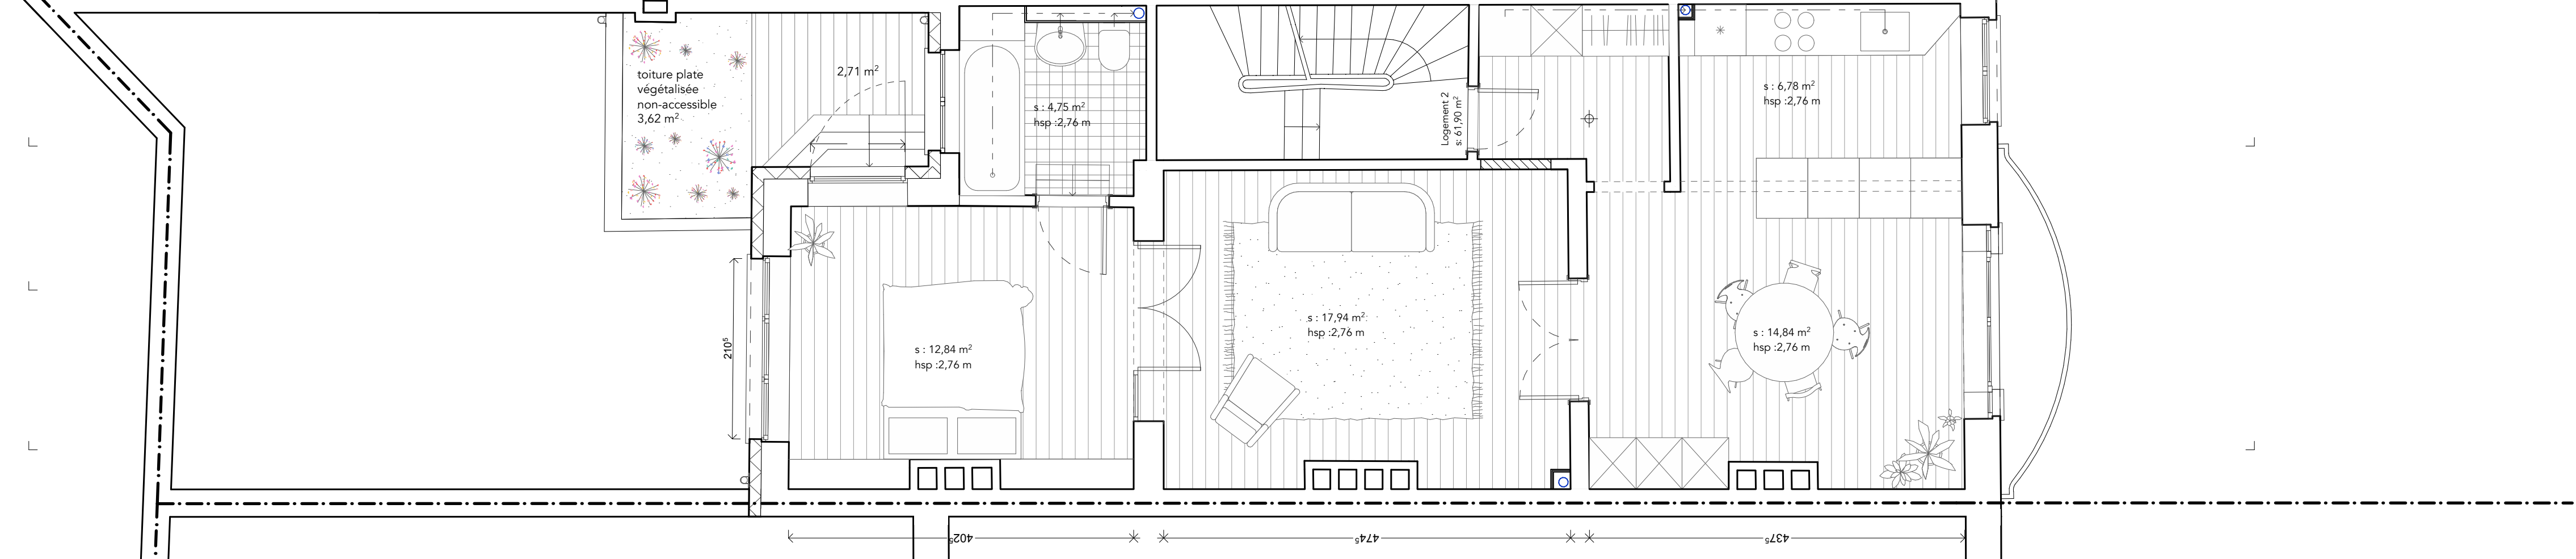 toiture plate
végétalisée
non-accessible
3,62 m²
2,71 m²
s : 4,75 m²
hsp :2,76 m
Logement 2
s: 61,90 m²
s : 6,78 m²
hsp :2,76 m
s : 12,84 m²
hsp :2,76 m
s : 17,94 m²
hsp :2,76 m
s : 14,84 m²
hsp :2,76 m
210⁵
402⁵
474⁵
437⁵